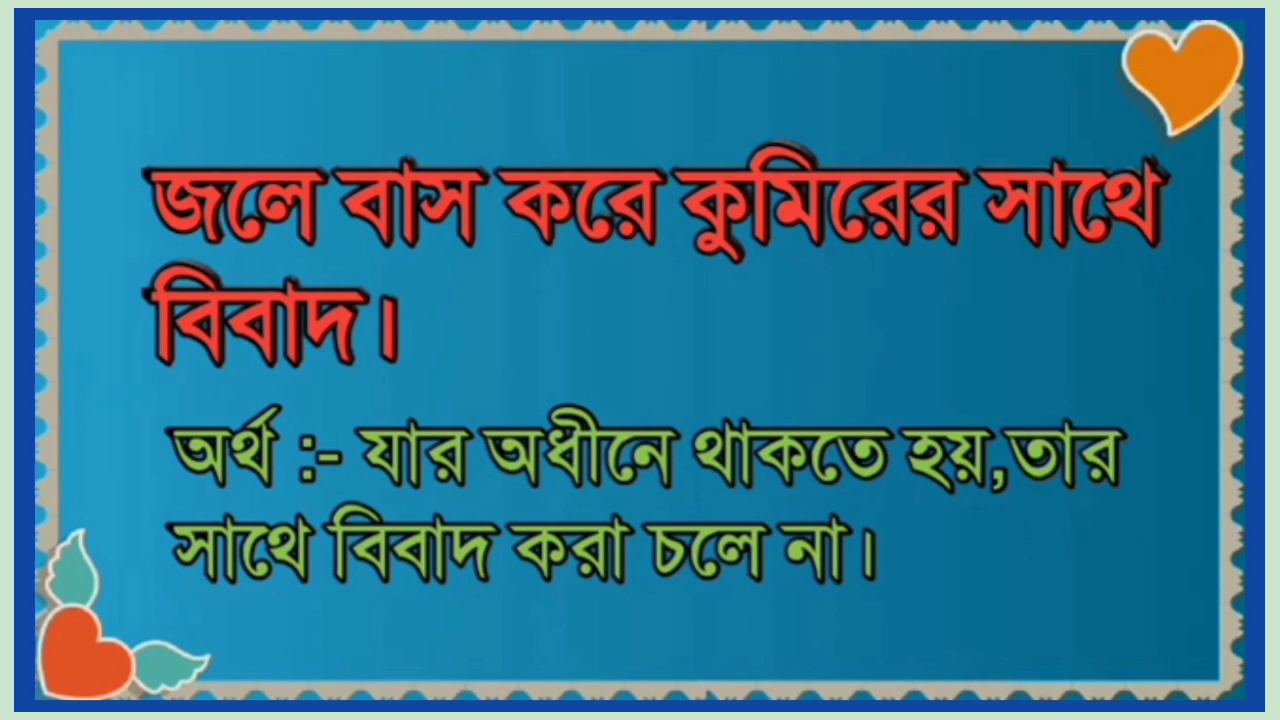 জলে বাস করে কুমিরের সাথে
বিবাদ।
অর্থ :- যার অধীনে থাকতে হয়,তার
সাথে বিবাদ করা চলে না।